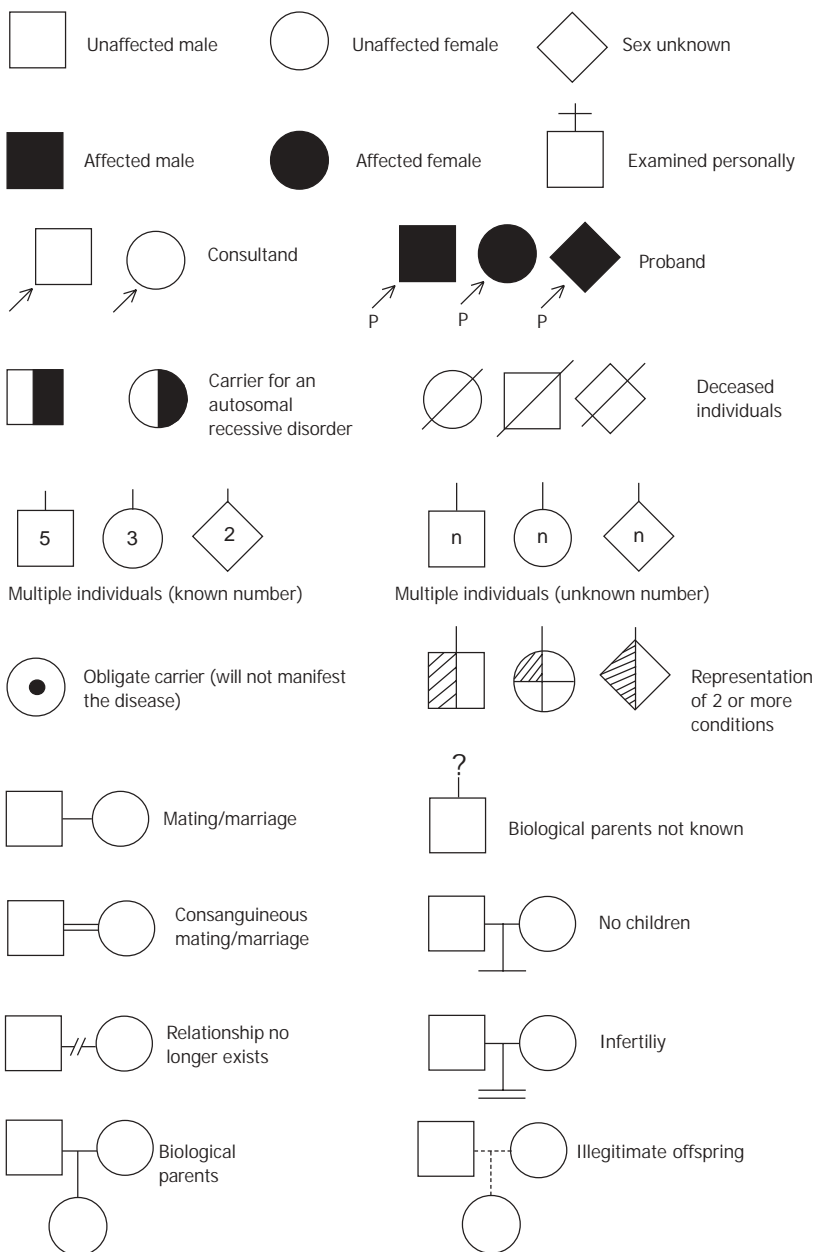 Unaffected male
Unaffected female
Sex unknown
Affected male
Affected female
Examined personally
Consultand
Proband
P
P
P
Carrier for an
autosomal
recessive disorder
Deceased
individuals
5
3
2
n
n
n
Multiple individuals (known number)
Multiple individuals (unknown number)
Obligate carrier (will not manifest
the disease)
Representation
of 2 or more
conditions
Mating/marriage
?
Biological parents not known
Consanguineous
mating/marriage
No children
Relationship no
longer exists
Infertiliy
Biological
parents
Illegitimate offspring